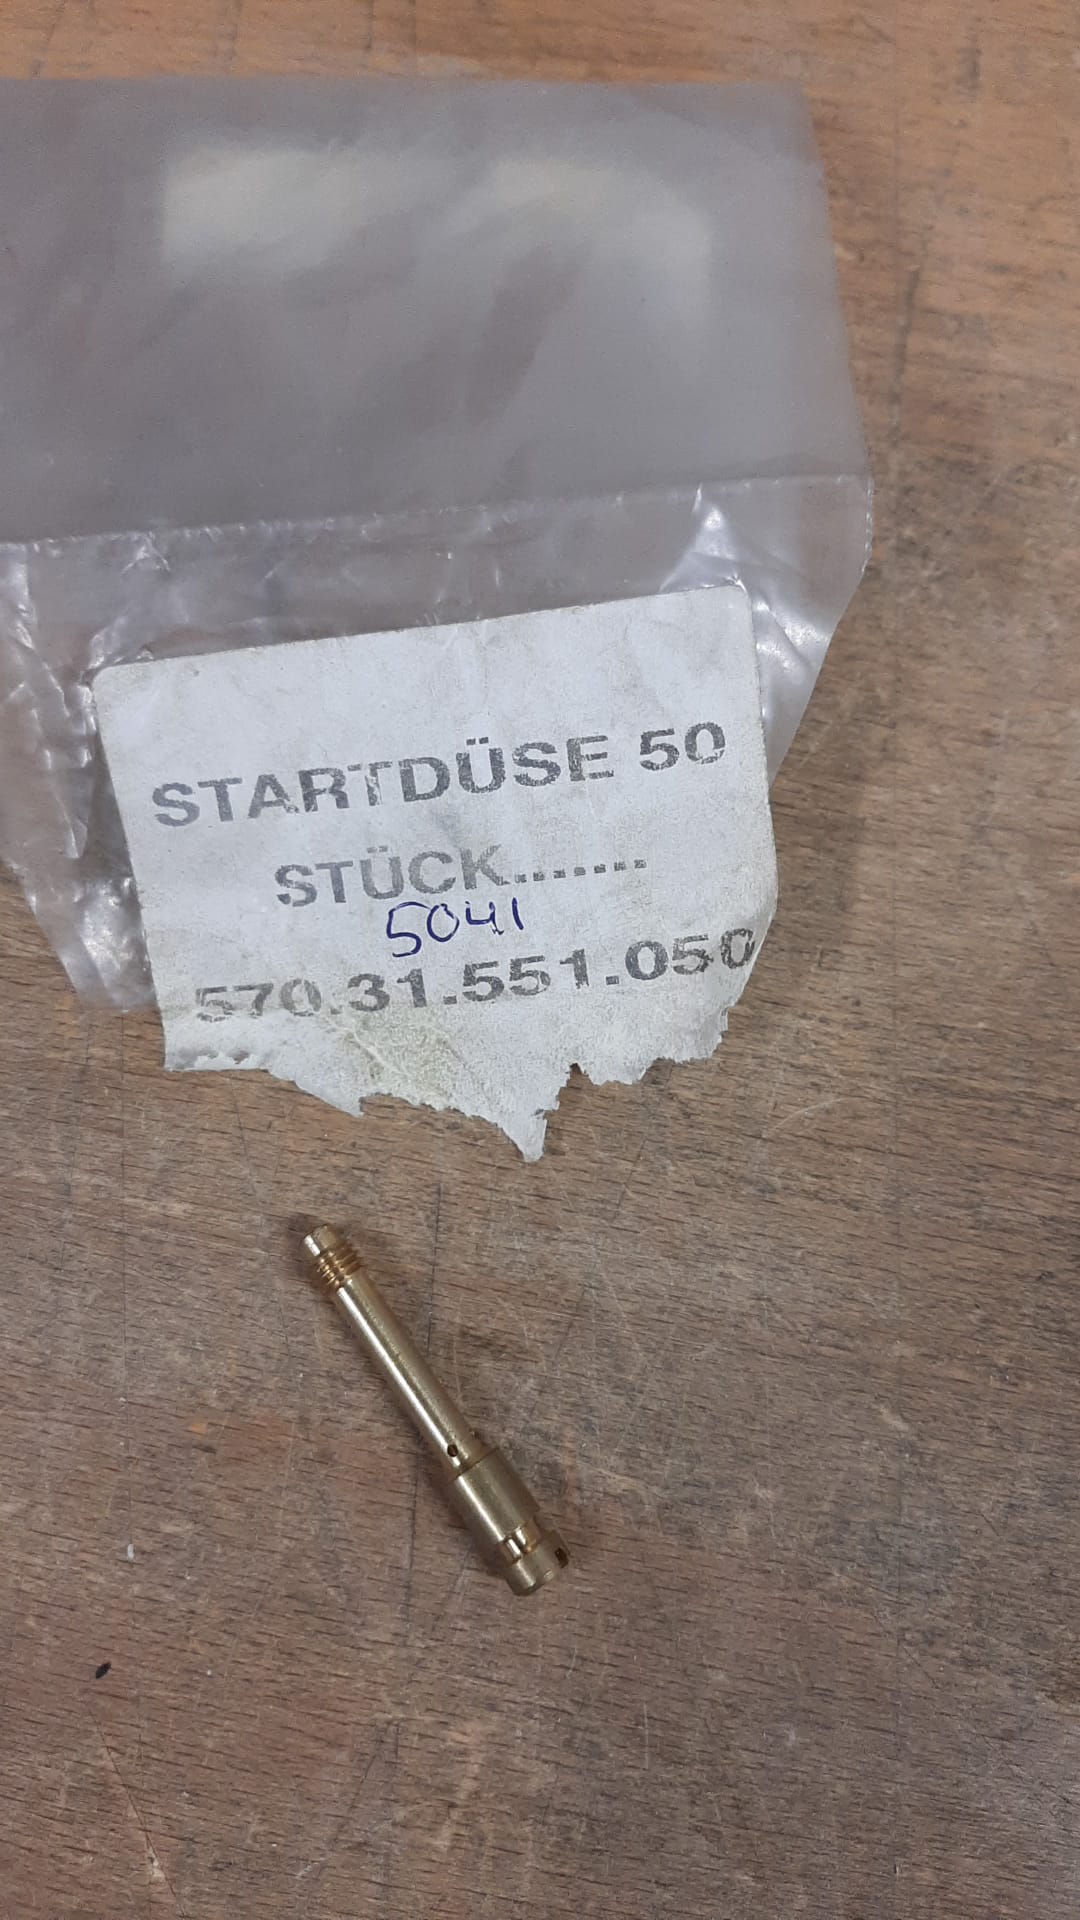 STARTDÜSE 50
STÜCK.......
5041
570.31.551.050